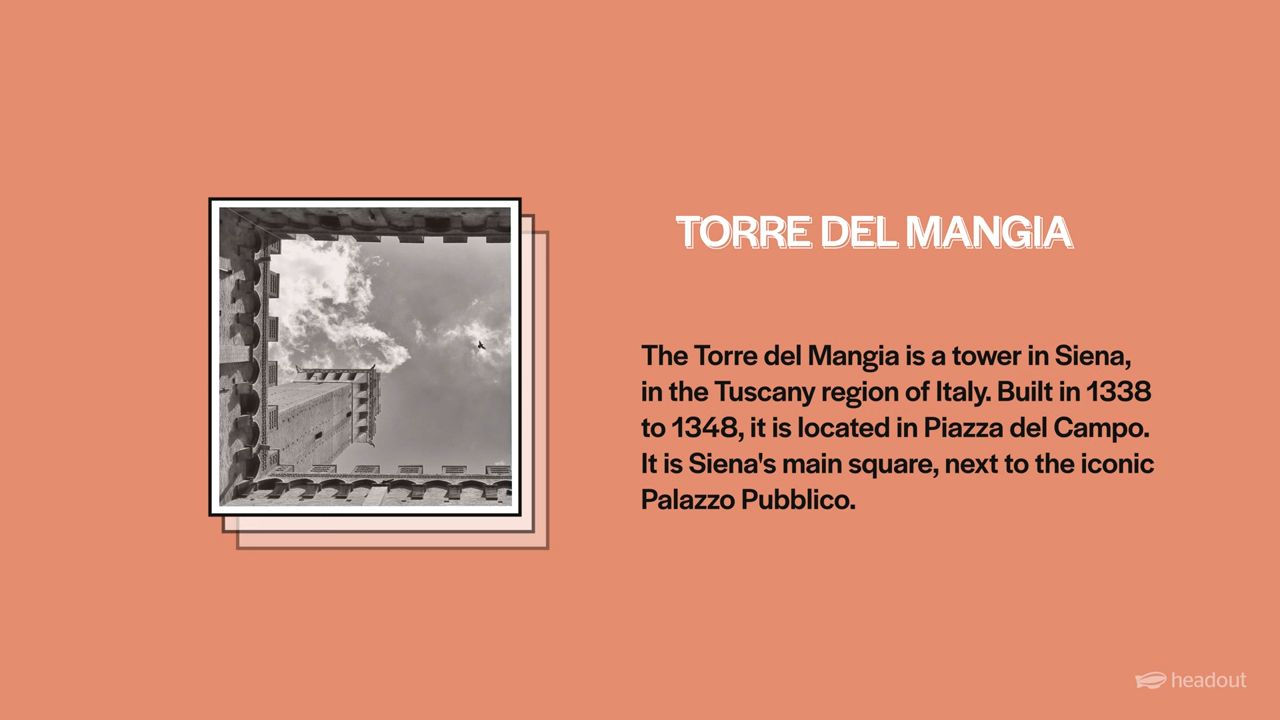 TORRE DEL MANGIA
The Torre del Mangia is a tower in Siena,
in the Tuscany region of Italy. Built in 1338
to 1348, it is located in Piazza del Campo.
It is Siena's main square, next to the iconic
Palazzo Pubblico.
headout